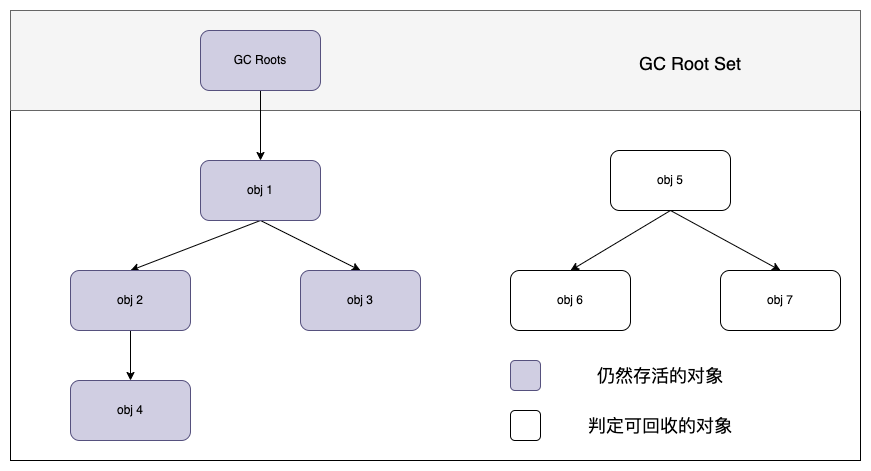 GC Roots
GC Root Set
obj 1
obj 5
obj 2
obj 3
obj 6
obj 7
仍然存活的对象
obj 4
判定可回收的对象